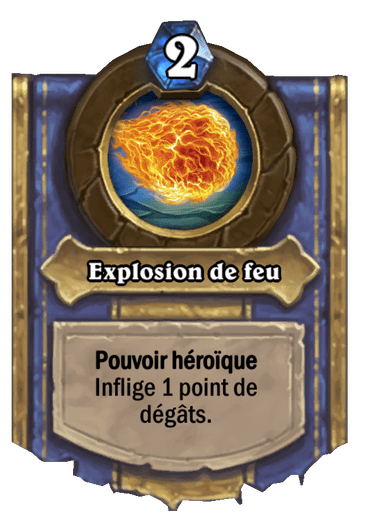 2
Explosion de feu
Pouvoir héroïque
Inflige 1 point de
dégâts.